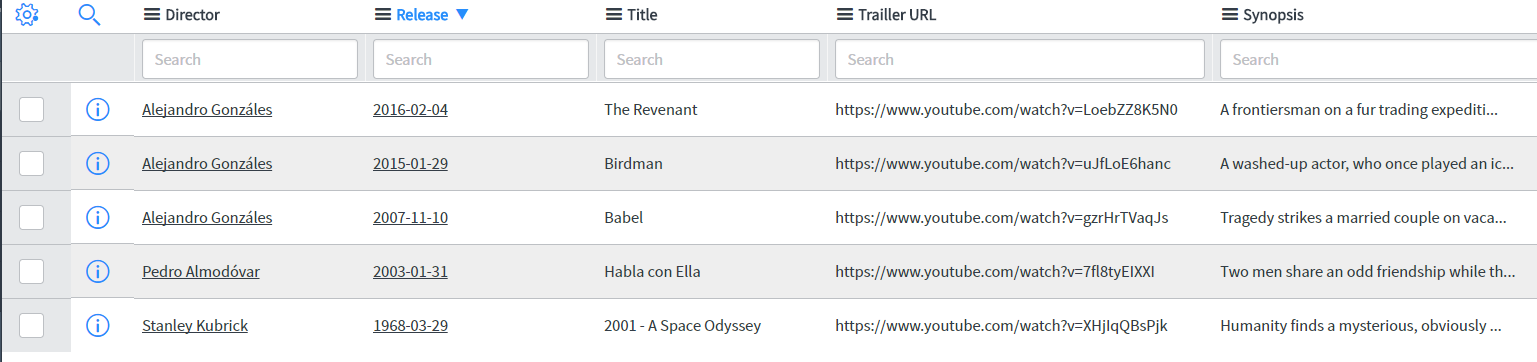 Director Release Title Trailler URL Synopsis
Search Search Search Search Search
Alejandro Gonzáles 2016-02-04 The Revenant https://www.youtube.com/watch?v=LoebZZ8K5N0 A frontiersman on a fur trading expediti...
Alejandro Gonzáles 2015-01-29 Birdman https://www.youtube.com/watch?v=uJfLoE6hanc A washed-up actor, who once played an ic...
Alejandro Gonzáles 2007-11-10 Babel https://www.youtube.com/watch?v=gzrHrTVaqJs Tragedy strikes a married couple on vaca...
Pedro Almodóvar 2003-01-31 Habla con Ella https://www.youtube.com/watch?v=7fl8tyEIXXI Two men share an odd friendship while th...
Stanley Kubrick 1968-03-29 2001 - A Space Odyssey https://www.youtube.com/watch?v=XHjIqQBsPjk Humanity finds a mysterious, obviously ...